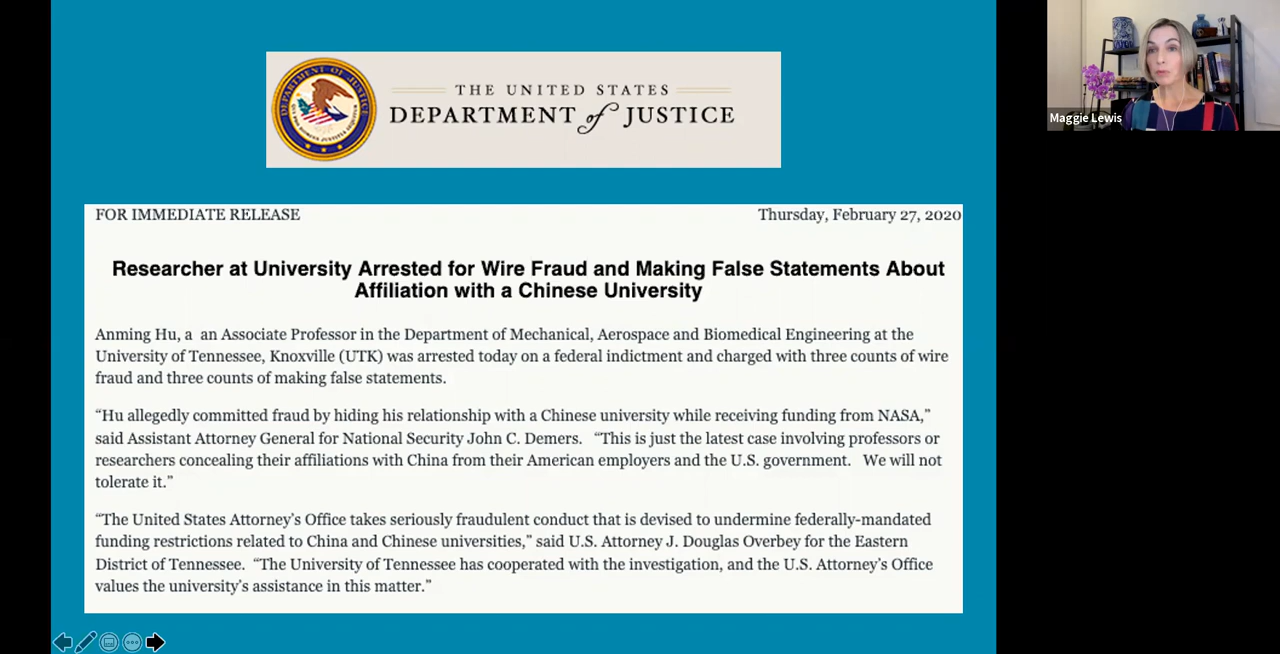 THE UNITED STATES
DEPARTMENT of JUSTICE
Maggie Lewis
FOR IMMEDIATE RELEASE Thursday, February 27, 2020
Researcher at University Arrested for Wire Fraud and Making False Statements About
Affiliation with a Chinese University
Anming Hu, a  an Associate Professor in the Department of Mechanical, Aerospace and Biomedical Engineering at the
University of Tennessee, Knoxville (UTK) was arrested today on a federal indictment and charged with three counts of wire
fraud and three counts of making false statements.
“Hu allegedly committed fraud by hiding his relationship with a Chinese university while receiving funding from NASA,”
said Assistant Attorney General for National Security John C. Demers.  “This is just the latest case involving professors or
researchers concealing their affiliations with China from their American employers and the U.S. government.  We will not
tolerate it.”
“The United States Attorney’s Office takes seriously fraudulent conduct that is devised to undermine federally-mandated
funding restrictions related to China and Chinese universities,” said U.S. Attorney J. Douglas Overbey for the Eastern
District of Tennessee.  “The University of Tennessee has cooperated with the investigation, and the U.S. Attorney’s Office
values the university’s assistance in this matter.”